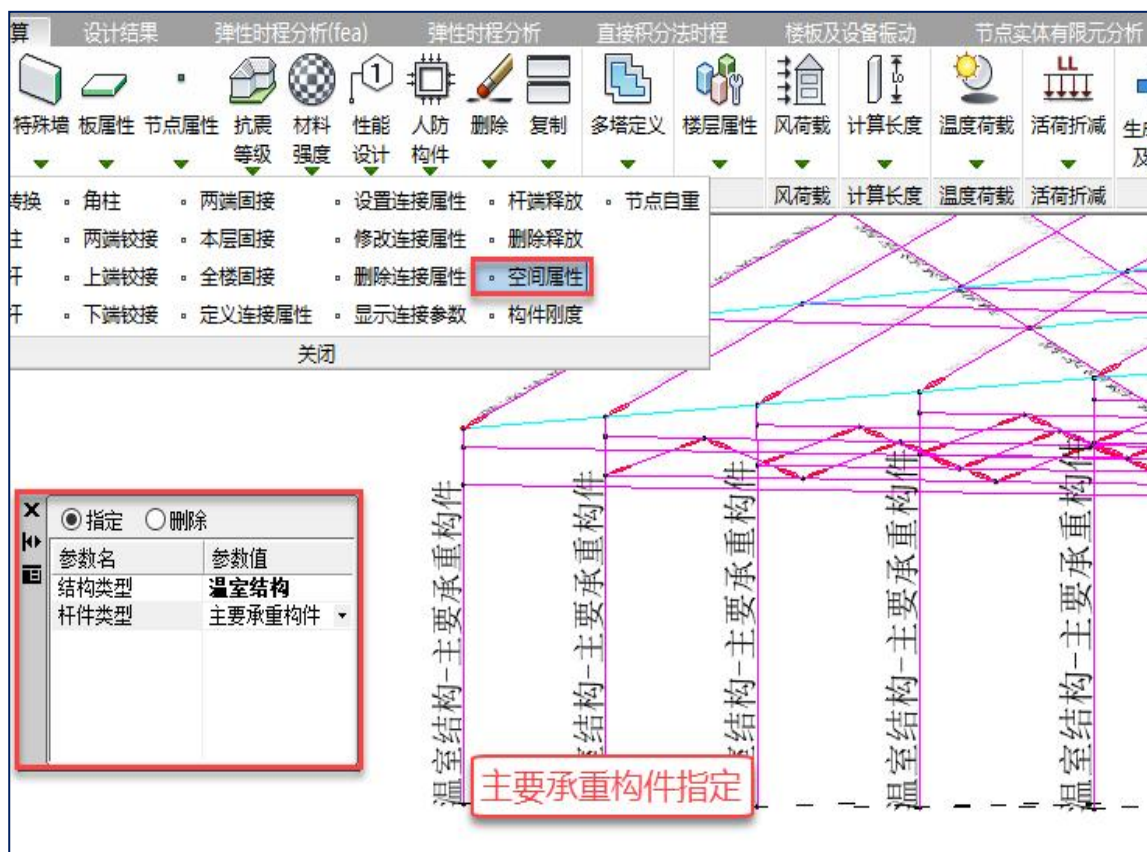 算 设计结果 弹性时程分析(fea) 弹性时程分析 直接积分法时程 楼板及设备振动 节点实体有限元分析
1
LL
特殊墙 板属性 节点属性 抗震等级 材料强度 性能设计 人防构件 删除 复制 多塔定义 楼层属性 风荷载 计算长度 温度荷载 活荷折减
风荷载 计算长度 温度荷载 活荷折减
转换 角柱 两端固接 设置连接属性 杆端释放 节点自重
柱 两端铰接 本层固接 修改连接属性 删除释放
杆 上端铰接 全楼固接 删除连接属性 空间属性
杆 下端铰接 定义连接属性 显示连接参数 构件刚度
关闭
指定 删除
参数名 参数值
结构类型 温室结构
杆件类型 主要承重构件
温室结构-主要承重构件
室结构-主要承重构件
室结构-主要承重构件
温室结构-主要承重构件
温室结构-主要承重构件
主要承重构件指定